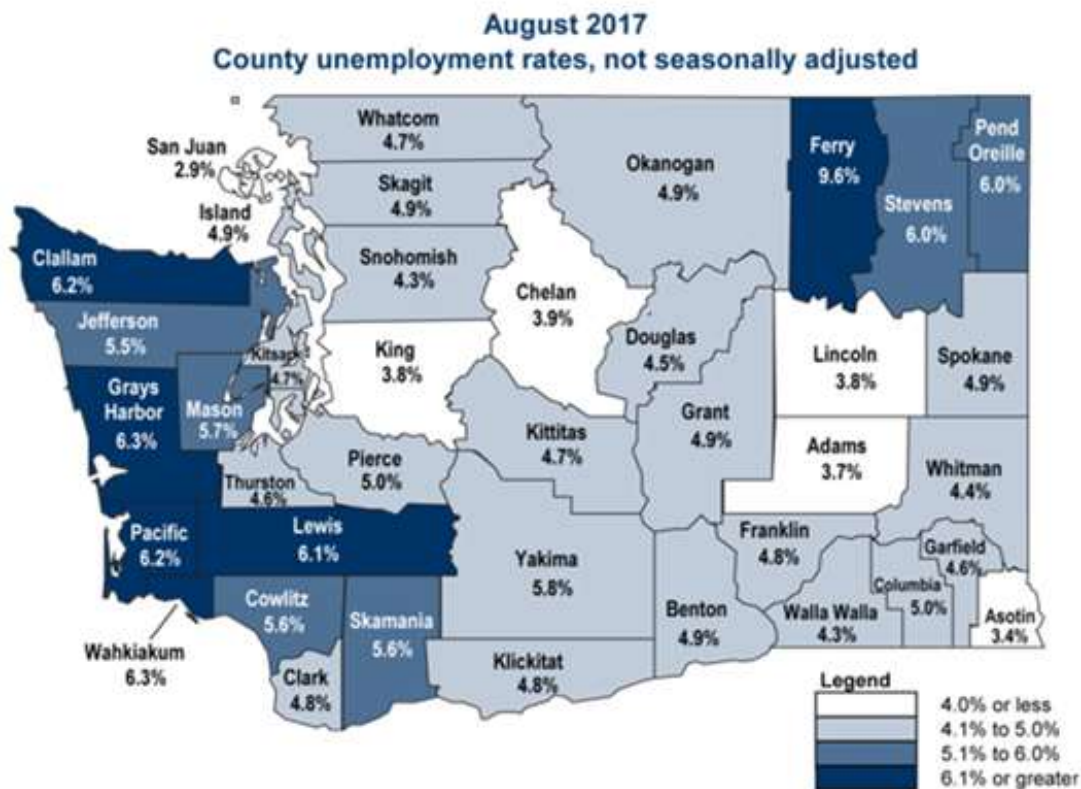 August 2017
County unemployment rates, not seasonally adjusted
Whatcom
4.7%
San Juan
2.9%
Skagit
4.9%
Island
4.9%
Okanogan
4.9%
Ferry
9.6%
Stevens
6.0%
Pend
Oreille
6.0%
Clallam
6.2%
Snohomish
4.3%
Chelan
3.9%
Jefferson
5.5%
Kitsap
4.7%
King
3.8%
Douglas
4.5%
Lincoln
3.8%
Spokane
4.9%
Grays
Harbor
6.3%
Mason
5.7%
Kittitas
4.7%
Grant
4.9%
Adams
3.7%
Whitman
4.4%
Thurston
4.6%
Pierce
5.0%
Pacific
6.2%
Lewis
6.1%
Yakima
5.8%
Franklin
4.8%
Garfield
4.6%
Columbia
5.0%
Asotin
3.4%
Cowlitz
5.6%
Skamania
5.6%
Benton
4.9%
Walla Walla
4.3%
Wahkiakum
6.3%
Clark
4.8%
Klickitat
4.8%
Legend
4.0% or less
4.1% to 5.0%
5.1% to 6.0%
6.1% or greater